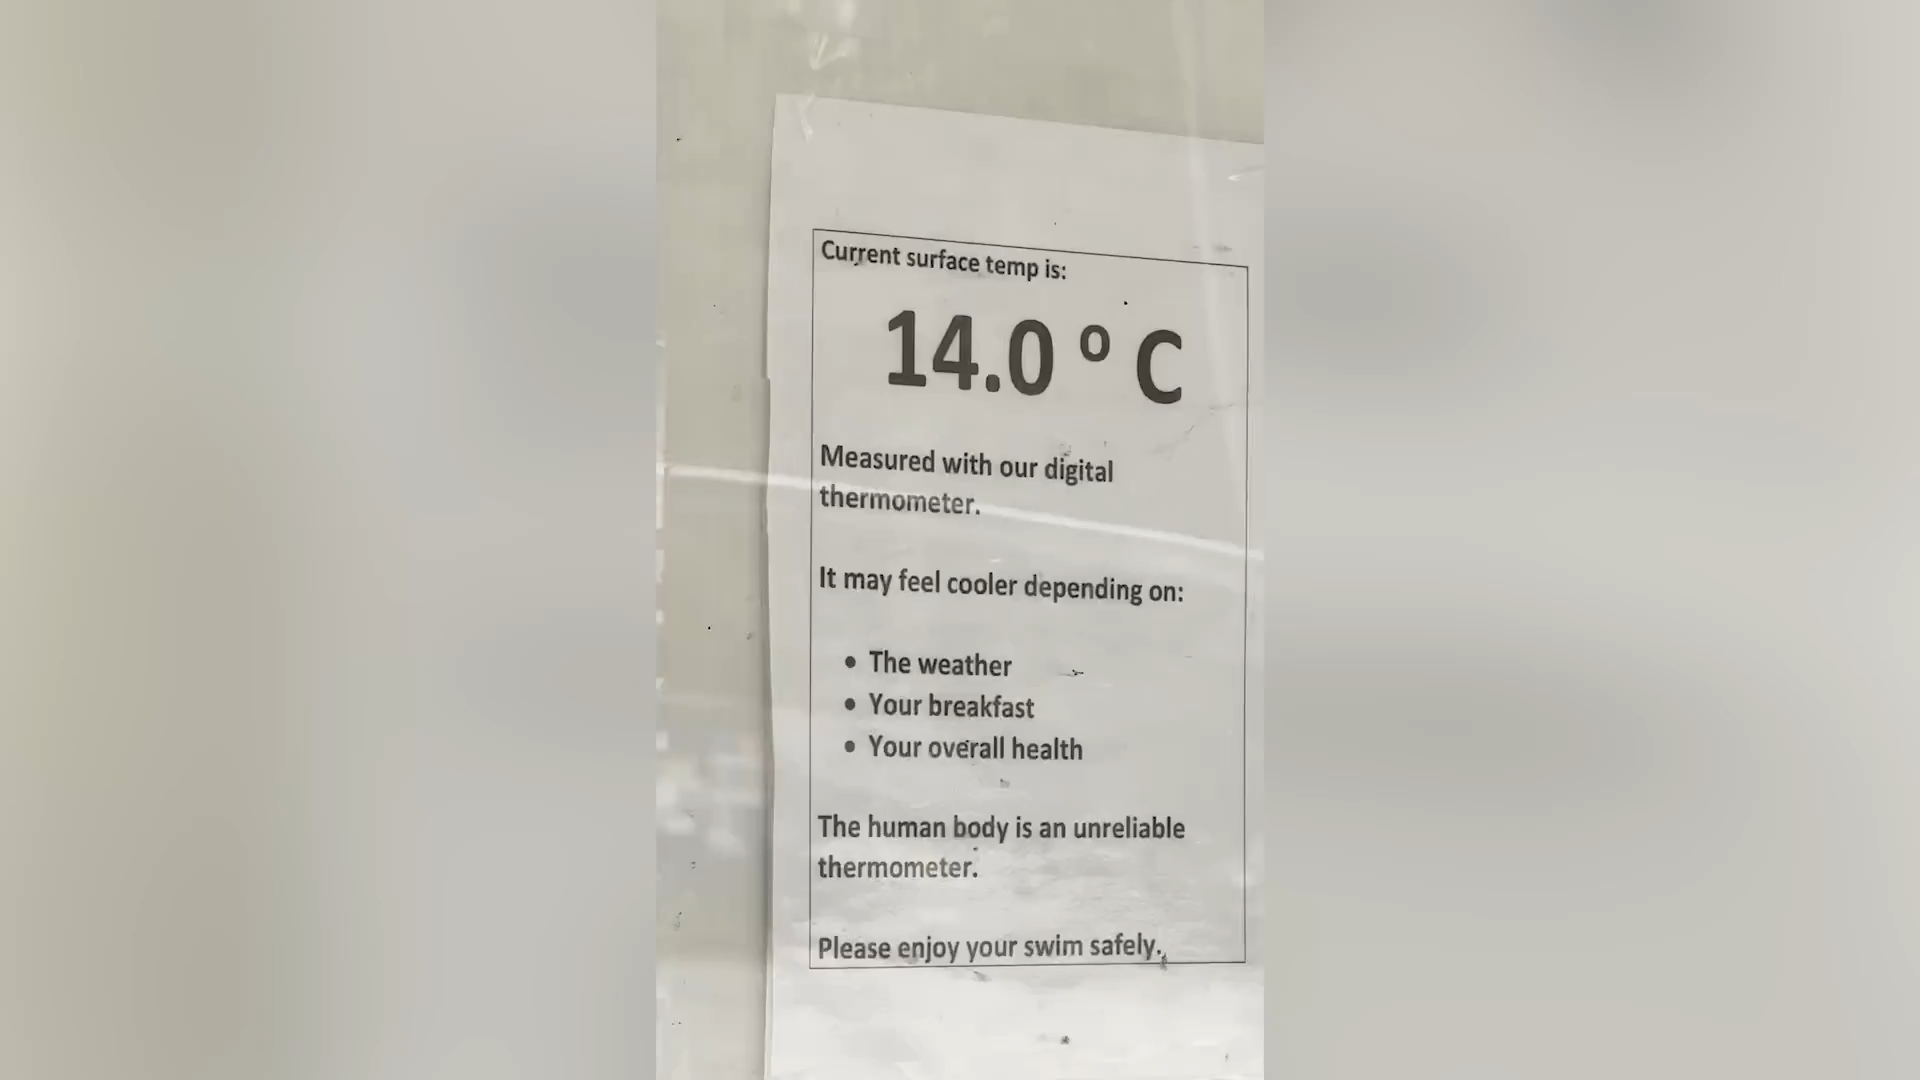 Current surface temp is:
14.0 º C
Measured with our digital
thermometer.
It may feel cooler depending on:
• The weather
• Your breakfast
• Your overall health
The human body is an unreliable
thermometer.
Please enjoy your swim safely.